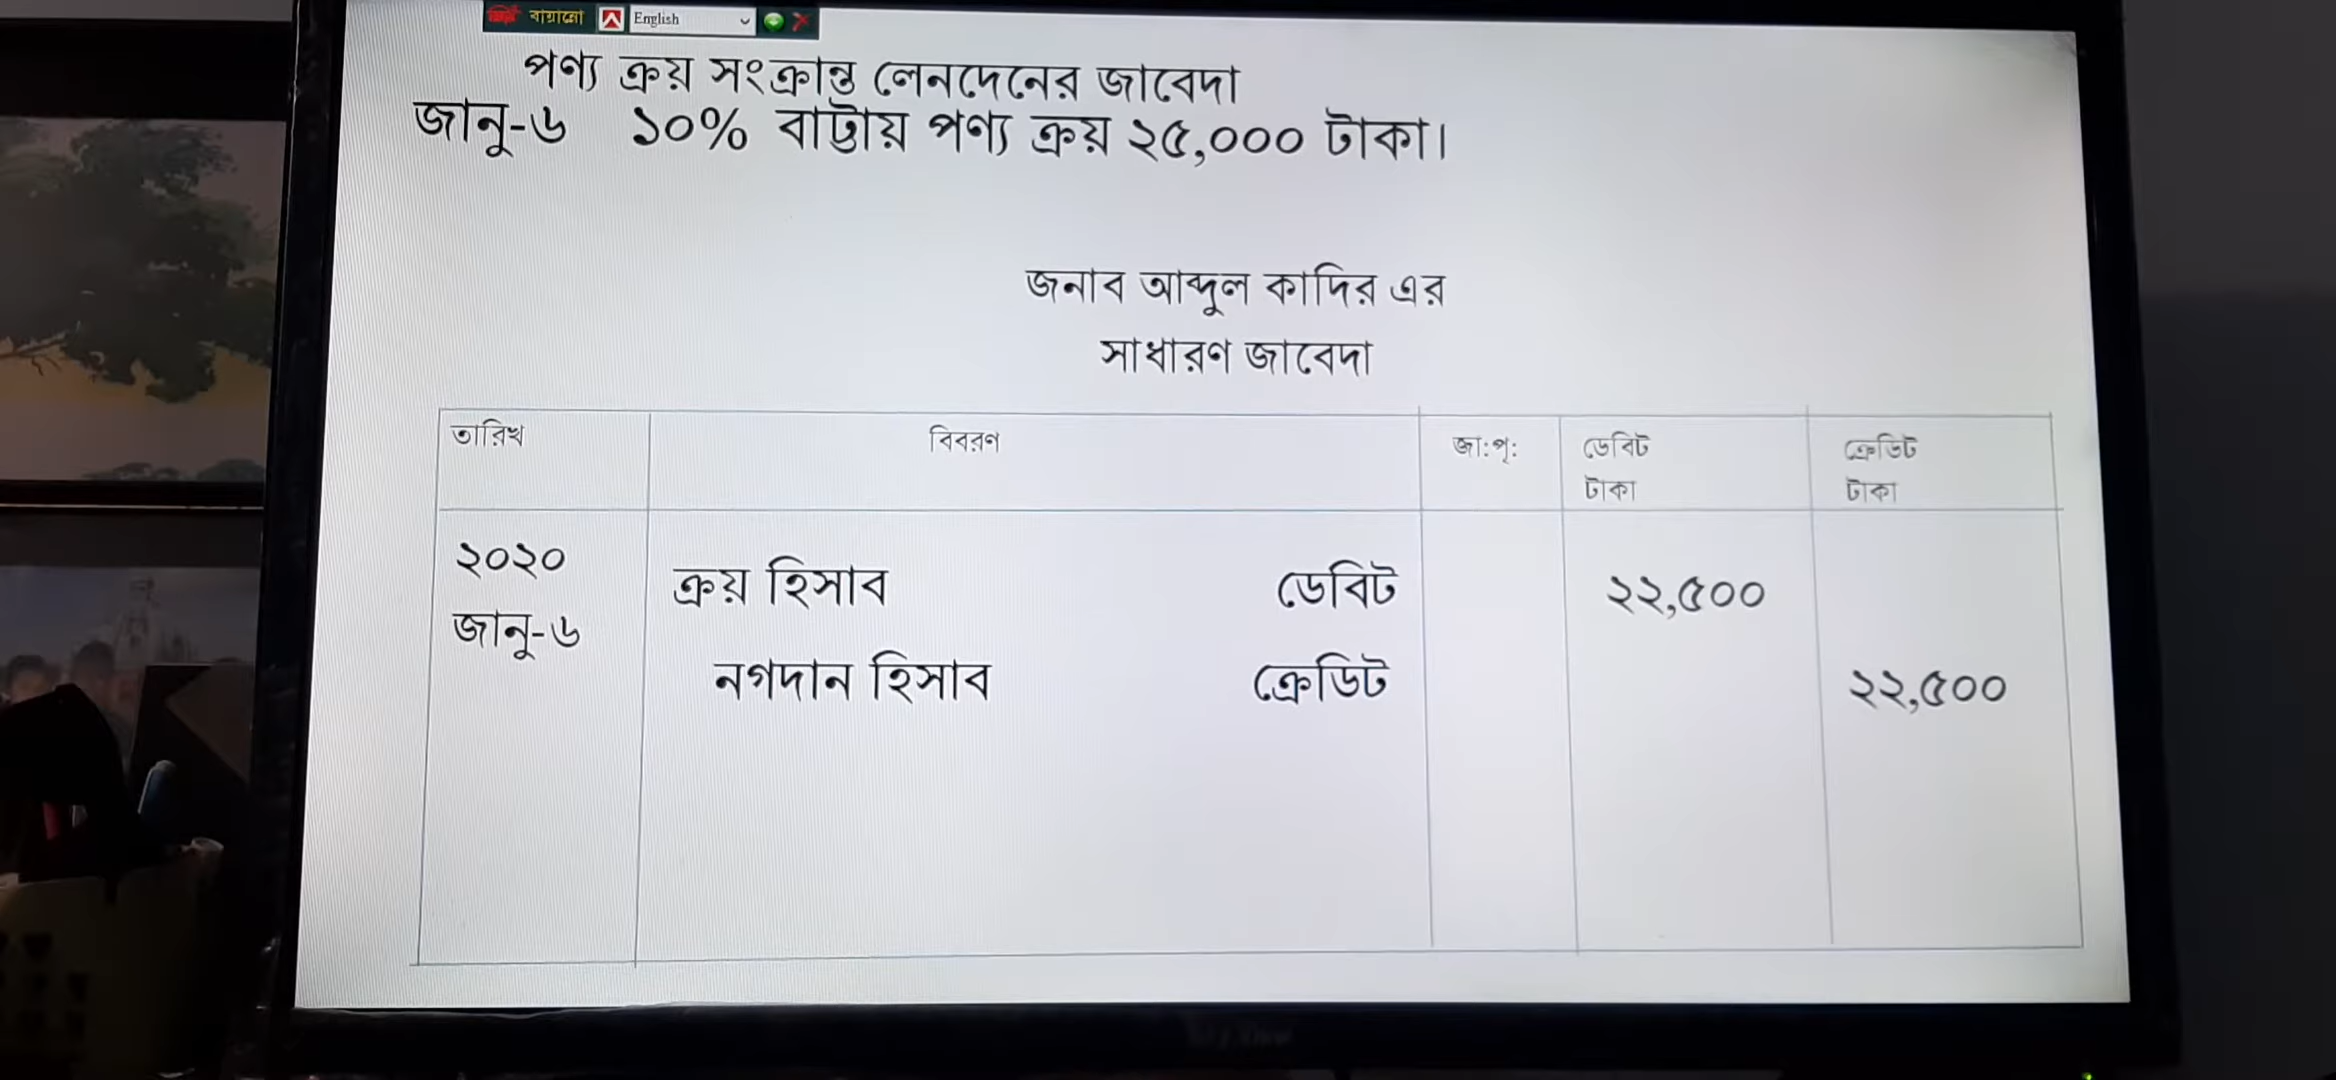 বায়ান্নো English
পণ্য ক্রয় সংক্রান্ত লেনদেনের জাবেদা
জানু-৬ ১০% বাট্টায় পণ্য ক্রয় ২৫,০০০ টাকা।
জনাব আব্দুল কাদির এর
সাধারণ জাবেদা
তারিখ বিবরণ জা:পৃ: ডেবিট টাকা ক্রেডিট টাকা
২০২০
জানু-৬
ক্রয় হিসাব ডেবিট ২২,৫০০
নগদান হিসাব ক্রেডিট ২২,৫০০